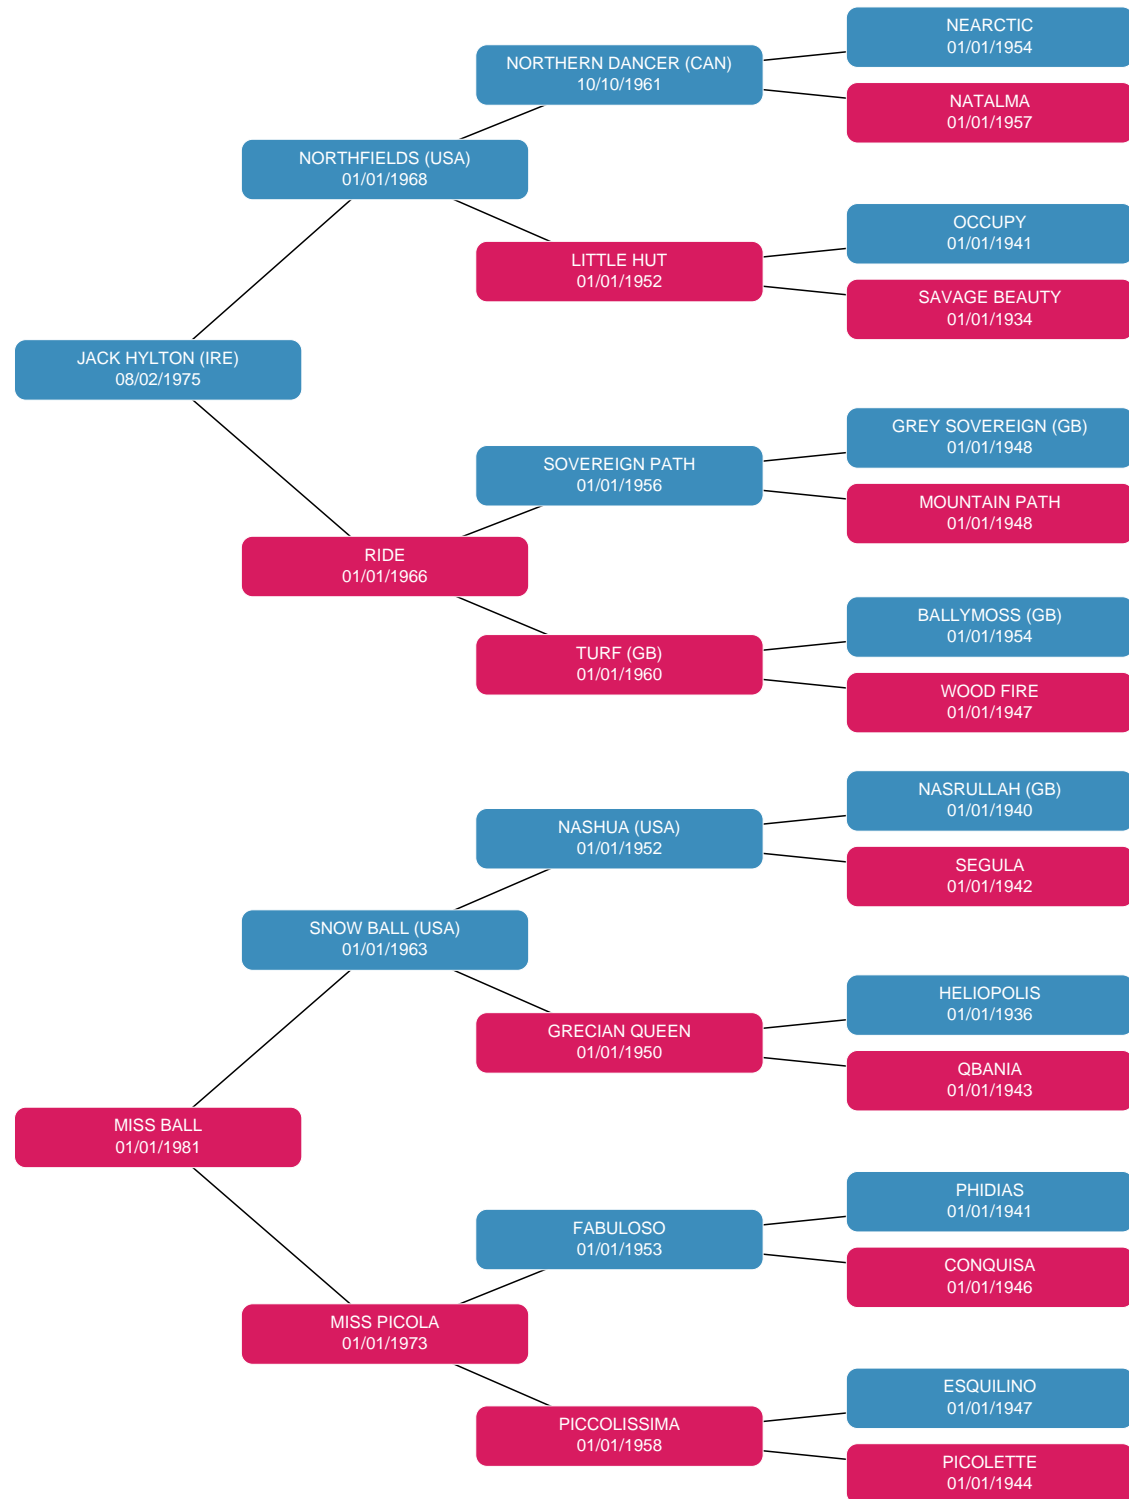 NEARCTIC
01/01/1954
NORTHERN DANCER (CAN)
10/10/1961
NATALMA
01/01/1957
NORTHFIELDS (USA)
01/01/1968
OCCUPY
01/01/1941
LITTLE HUT
01/01/1952
SAVAGE BEAUTY
01/01/1934
JACK HYLTON (IRE)
08/02/1975
GREY SOVEREIGN (GB)
01/01/1948
SOVEREIGN PATH
01/01/1956
MOUNTAIN PATH
01/01/1948
RIDE
01/01/1966
BALLYMOSS (GB)
01/01/1954
TURF (GB)
01/01/1960
WOOD FIRE
01/01/1947
NASRULLAH (GB)
01/01/1940
NASHUA (USA)
01/01/1952
SEGULA
01/01/1942
SNOW BALL (USA)
01/01/1963
HELIOPOLIS
01/01/1936
GRECIAN QUEEN
01/01/1950
QBANIA
01/01/1943
MISS BALL
01/01/1981
PHIDIAS
01/01/1941
FABULOSO
01/01/1953
CONQUISA
01/01/1946
MISS PICOLA
01/01/1973
ESQUILINO
01/01/1947
PICCOLISSIMA
01/01/1958
PICOLETTE
01/01/1944